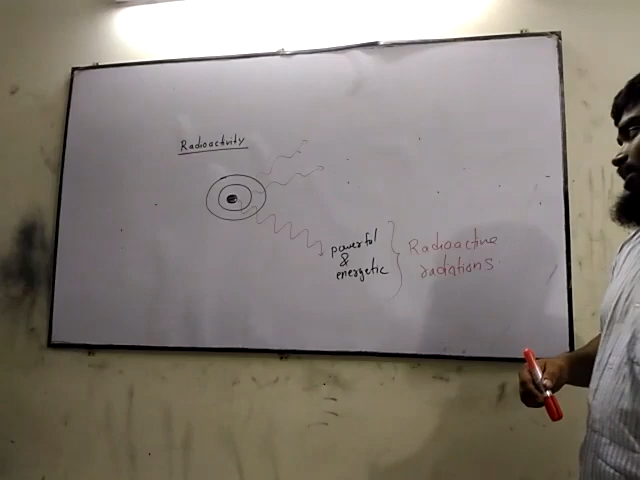 Radioactivity
powerful
&
energetic
Radioactive
radiations